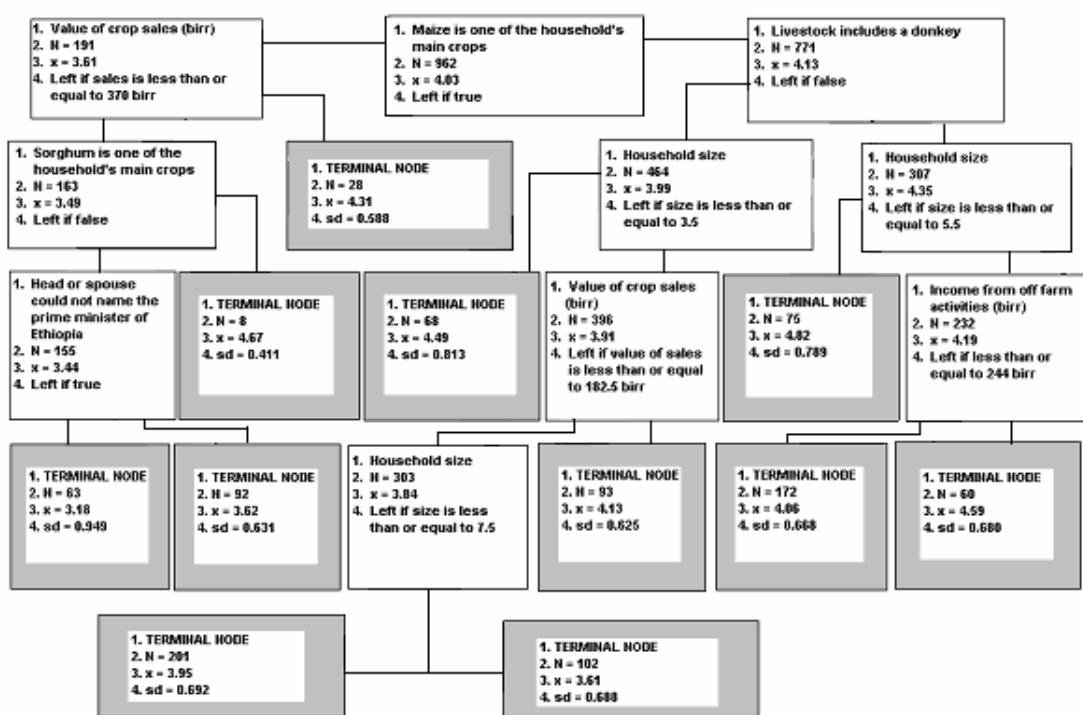 1. Value of crop sales (birr)
2. N = 191
3. x = 3.61
4. Left if sales is less than or
equal to 370 birr
1. Maize is one of the household's
main crops
2. N = 962
3. x = 4.03
4. Left if true
1. Livestock includes a donkey
2. N = 771
3. x = 4.13
4. Left if false
1. Sorghum is one of the
household's main crops
2. N = 163
3. x = 3.49
4. Left if false
1. TERMINAL NODE
2. N = 28
3. x = 4.31
4. sd = 0.588
1. Household size
2. N = 464
3. x = 3.99
4. Left if size is less than or
equal to 3.5
1. Household size
2. N = 307
3. x = 4.35
4. Left if size is less than or
equal to 5.5
1. Head or spouse
could not name the
prime minister of
Ethiopia
2. N = 155
3. x = 3.44
4. Left if true
1. TERMINAL NODE
2. N = 8
3. x = 4.67
4. sd = 0.411
1. TERMINAL NODE
2. N = 68
3. x = 4.49
4. sd = 0.813
1. Value of crop sales
(birr)
2. N = 396
3. x = 3.91
4. Left if value of sales
is less than or equal
to 182.5 birr
1. TERMINAL NODE
2. N = 75
3. x = 4.82
4. sd = 0.789
1. Income from off farm
activities (birr)
2. N = 232
3. x = 4.19
4. Left if less than or
equal to 244 birr
1. TERMINAL NODE
2. N = 63
3. x = 3.18
4. sd = 0.949
1. TERMINAL NODE
2. N = 92
3. x = 3.62
4. sd = 0.631
1. Household size
2. N = 303
3. x = 3.84
4. Left if size is less
than or equal to 7.5
1. TERMINAL NODE
2. N = 93
3. x = 4.13
4. sd = 0.625
1. TERMINAL NODE
2. N = 172
3. x = 4.06
4. sd = 0.668
1. TERMINAL NODE
2. N = 60
3. x = 4.59
4. sd = 0.680
1. TERMINAL NODE
2. N = 201
3. x = 3.95
4. sd = 0.692
1. TERMINAL NODE
2. N = 102
3. x = 3.61
4. sd = 0.688